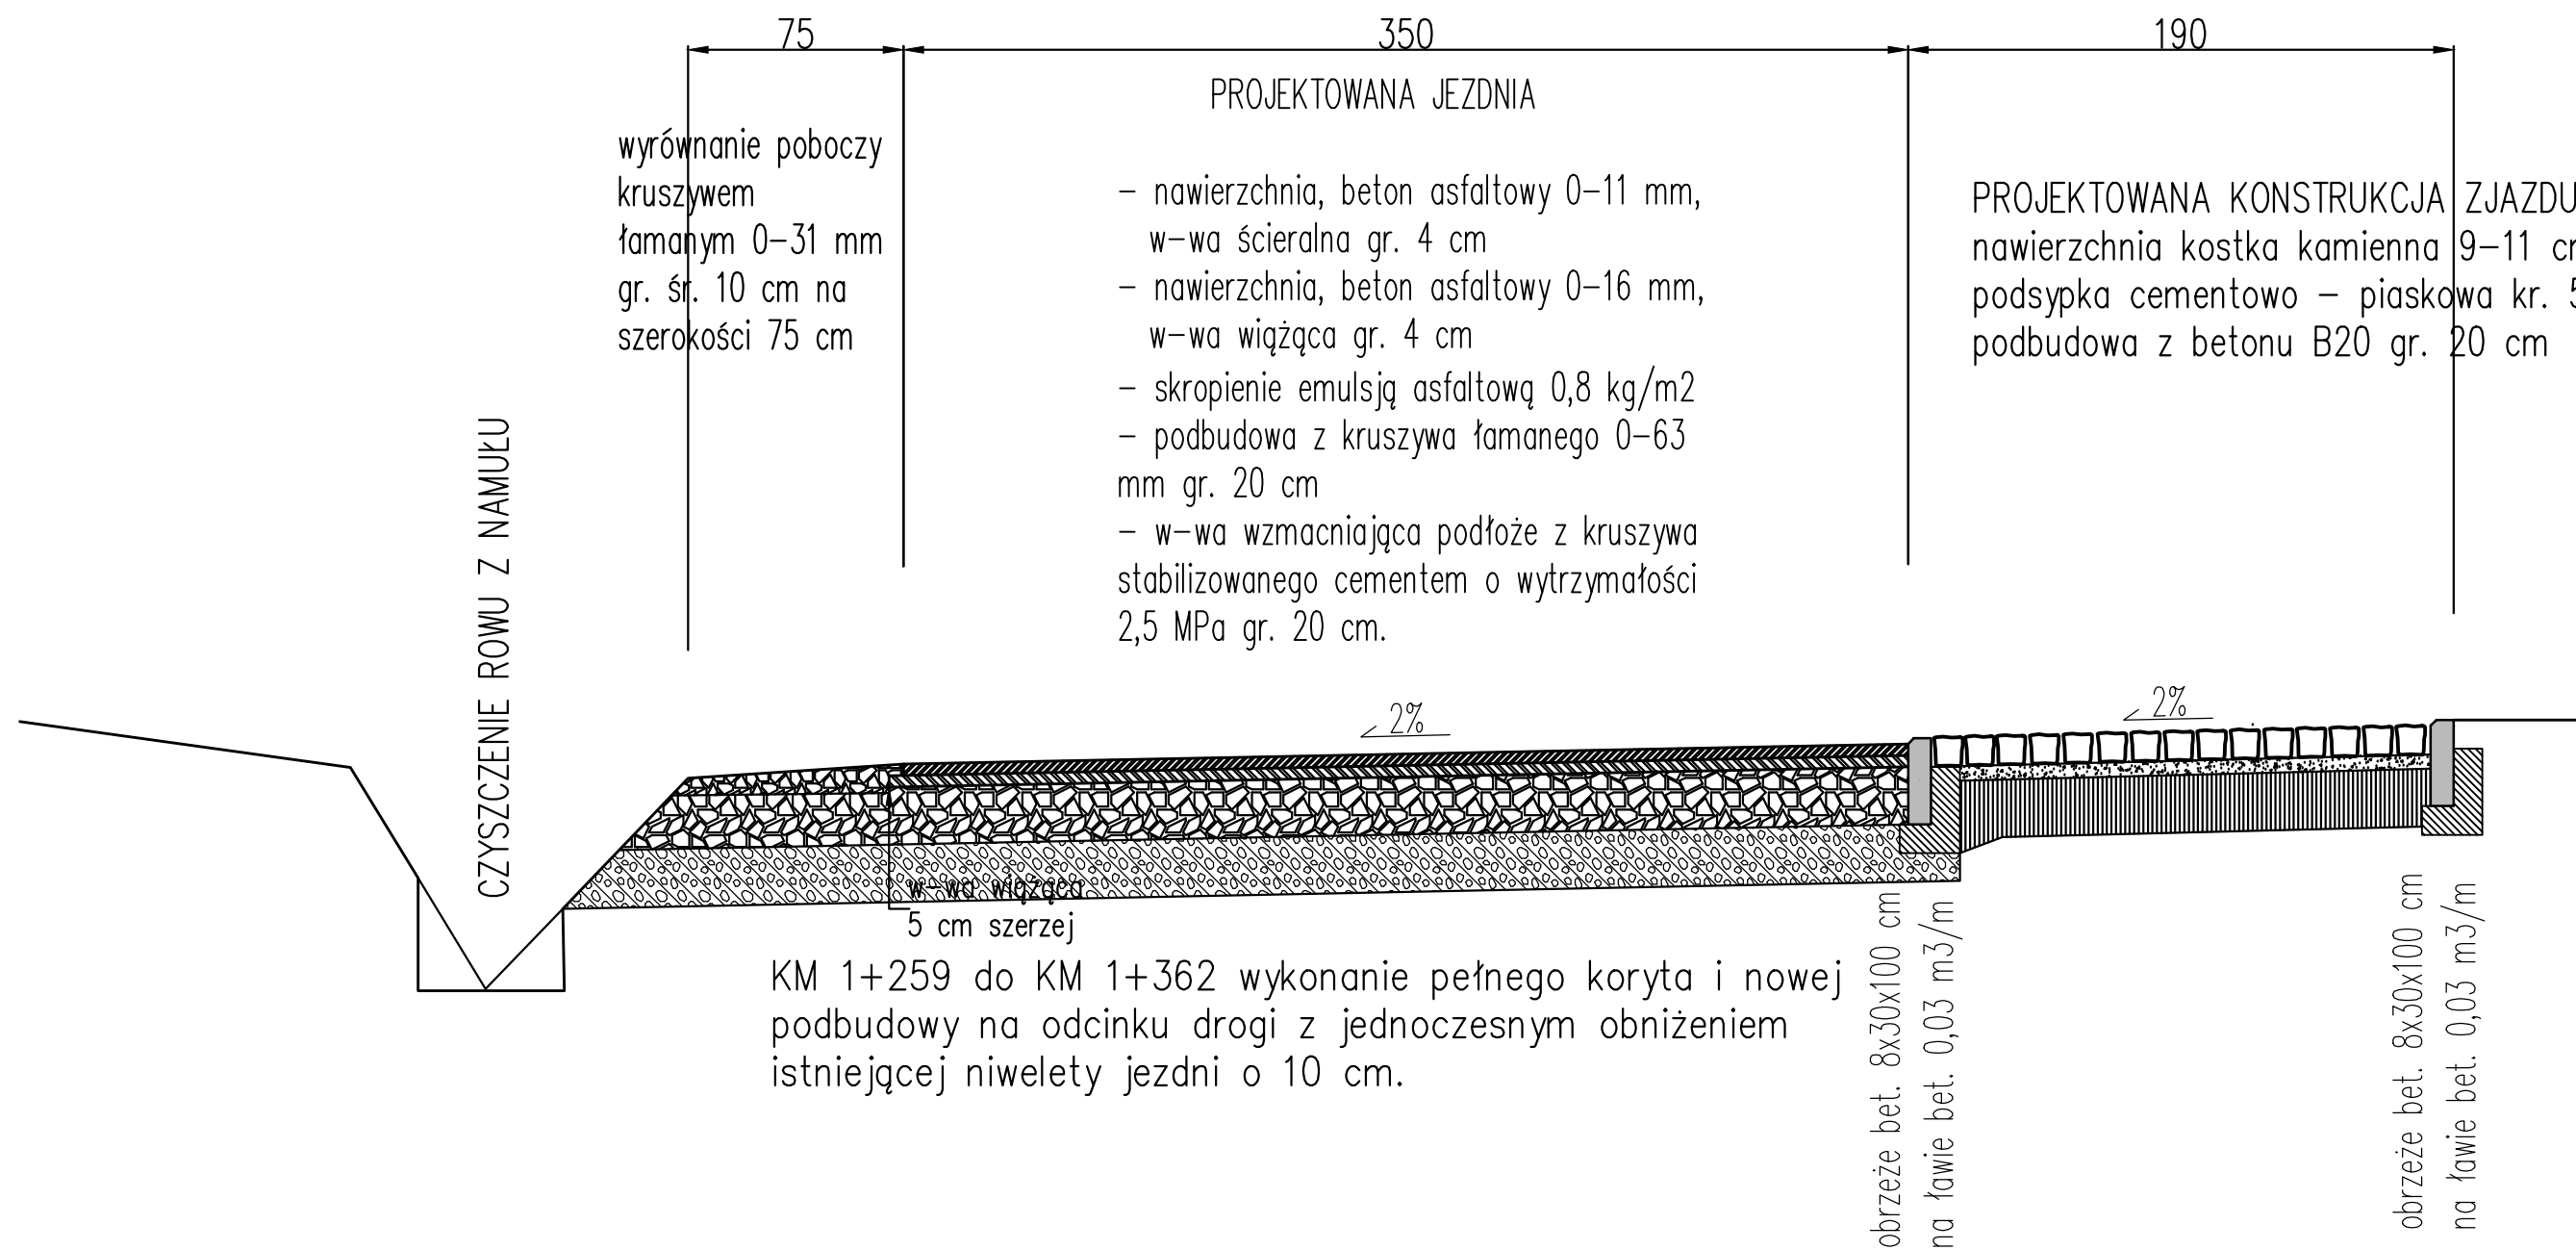 75
350
190
PROJEKTOWANA JEZDNIA
wyrównanie poboczy
kruszywem
łamanym 0-31 mm
gr. śr. 10 cm na
szerokości 75 cm
- nawierzchnia, beton asfaltowy 0-11 mm,
w-wa ścieralna gr. 4 cm
- nawierzchnia, beton asfaltowy 0-16 mm,
w-wa wiążąca gr. 4 cm
- skropienie emulsją asfaltową 0,8 kg/m2
- podbudowa z kruszywa łamanego 0-63
mm gr. 20 cm
- w-wa wzmacniająca podłoże z kruszywa
stabilizowanego cementem o wytrzymałości
2,5 MPa gr. 20 cm.
PROJEKTOWANA KONSTRUKCJA ZJAZDU
nawierzchnia kostka kamienna 9-11
podsypka cementowo - piaskowa kr.
podbudowa z betonu B20 gr. 20 cm
CZYSZCZENIE ROWU Z NAMUŁU
2%
2%
w-wa wiążąca
5 cm szerzej
KM 1+259 do KM 1+362 wykonanie pełnego koryta i nowej
podbudowy na odcinku drogi z jednoczesnym obniżeniem
istniejącej niwelety jezdni o 10 cm.
obrzeże bet. 8x30x100 cm
na ławie bet. 0,03 m3/m
obrzeże bet. 8x30x100 cm
na ławie bet. 0,03 m3/m